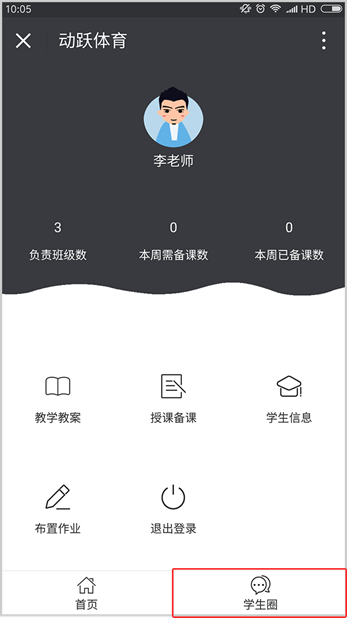 10:05 HD
动跃体育
李老师
3 0 0
负责班级数 本周需备课数 本周已备课数
教学教案 授课备课 学生信息
布置作业 退出登录
首页 学生圈